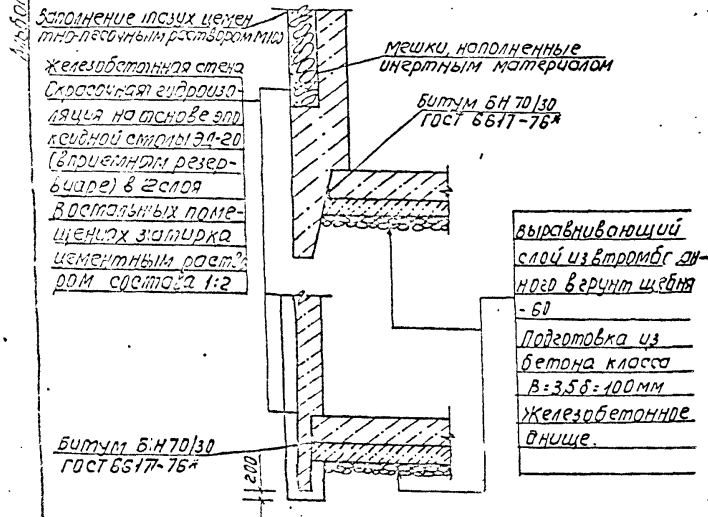 Альбом
Заполнение пазух цемен
тно-песчаным раствором М100
Железобетонная стена
Окрасочная гидроизо-
ляция на основе эпо
ксидной смолы ЭД-20
(в приемном резер-
вуаре) в 2 слоя
В остальных поме-
щениях затирка
цементным раство
ром состава 1:2
мешки, наполненные
инертным материалом
Битум БН 70/30
ГОСТ 6617-76*
выравнивающий
слой из втрамбован-
ного в грунт щебня
- 60
Подготовка из
бетона класса
В=3,5 δ=100 мм
Железобетонное
днище.
Битум БН 70/30
ГОСТ 6617-76*
200